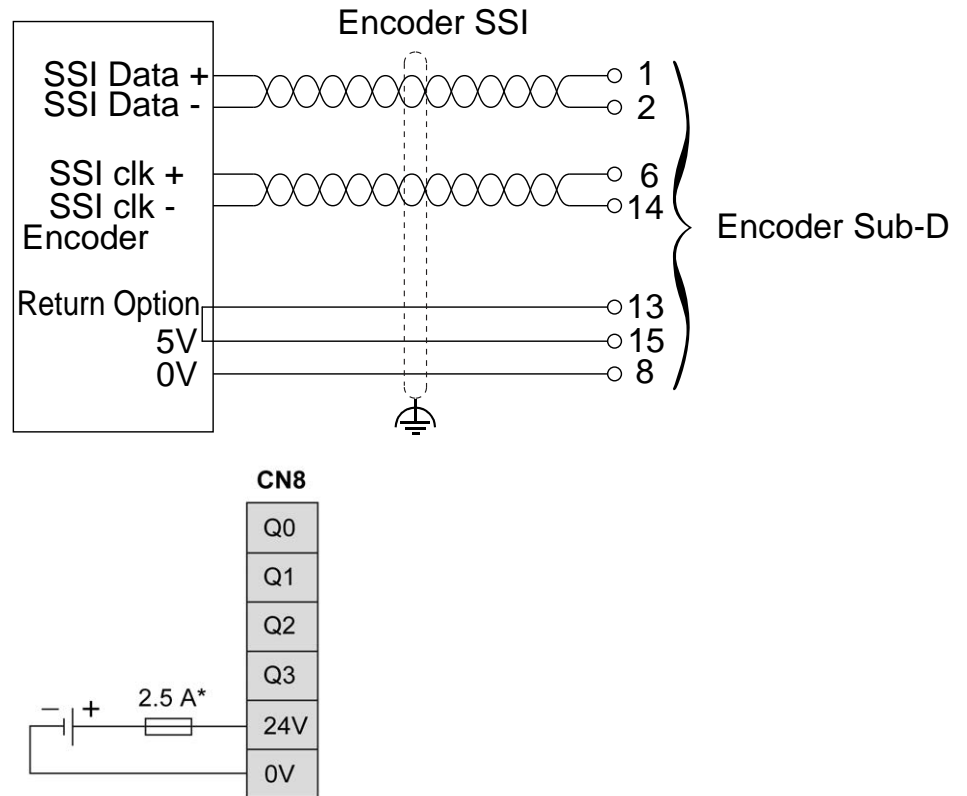 Encoder SSI
SSI Data + 1
SSI Data - 2
SSI clk + 6
SSI clk - 14
Encoder
Encoder Sub-D
Return Option 13
5V 15
0V 8
CN8
Q0
Q1
Q2
Q3
– + 2.5 A* 24V
0V